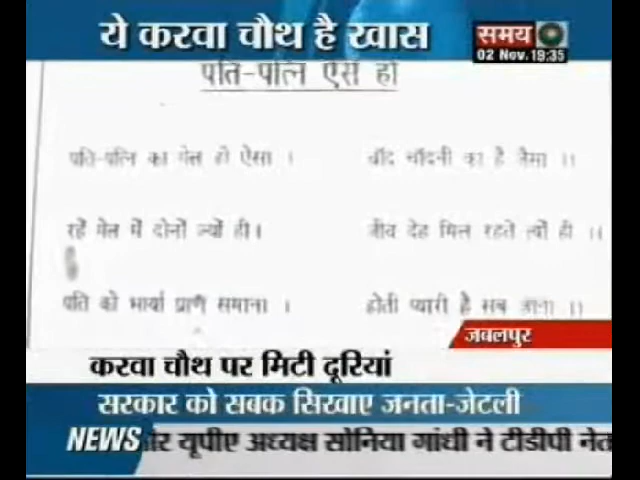 ये करवा चौथ है खास
समय
02 Nov. 19:35
पति-पत्नि ऐसे हों
पति-पत्नि का मेल हो ऐसा । चाँद चाँदनी का है जैसा ।।
रहें मेल में दोनों ज्यों ही। जीव देह मिल रहते त्यों ही ।।
पति को भार्या प्राण समाना । होती प्यारी है सब जाना ।।
जबलपुर
करवा चौथ पर मिटी दूरियां
सरकार को सबक सिखाए जनता-जेटली
NEWS
यूपीए अध्यक्ष सोनिया गांधी ने टीडीपी